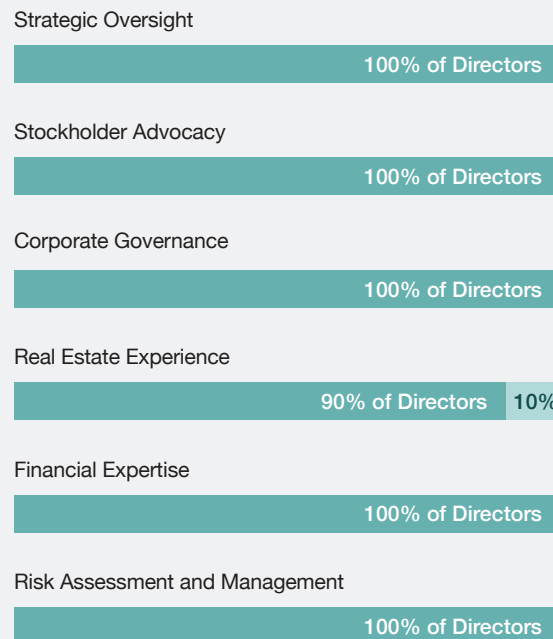 Strategic Oversight
100% of Directors
Stockholder Advocacy
100% of Directors
Corporate Governance
100% of Directors
Real Estate Experience
90% of Directors 10%
Financial Expertise
100% of Directors
Risk Assessment and Management
100% of Directors